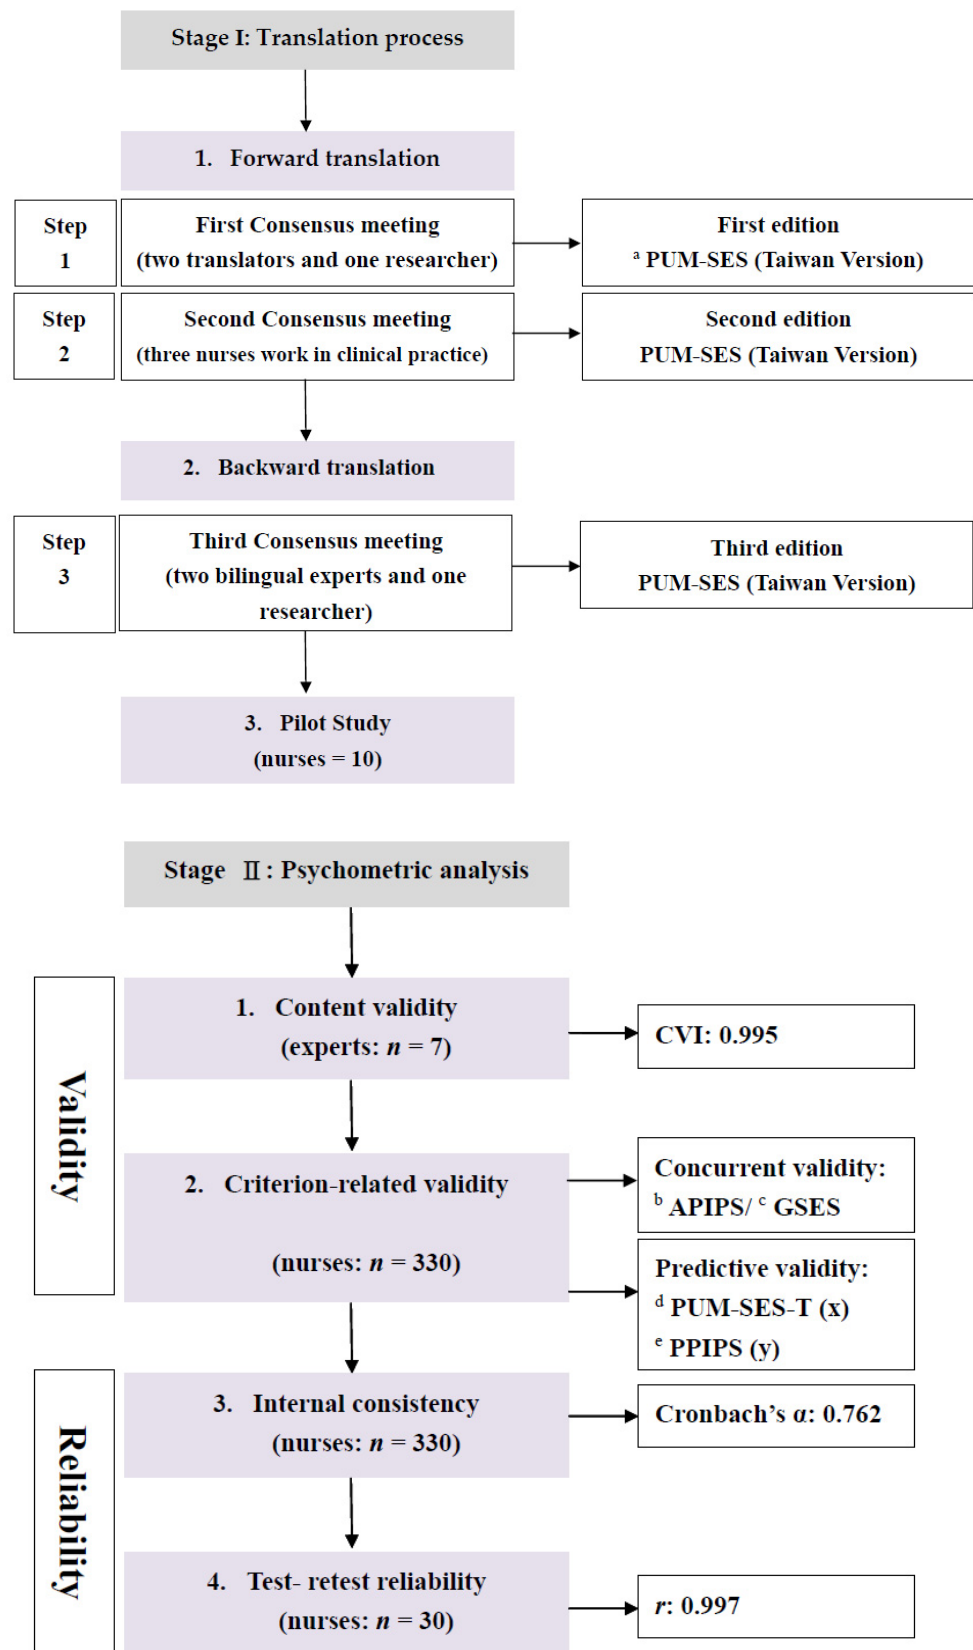 Stage I: Translation process
1. Forward translation
Step
1
First Consensus meeting
(two translators and one researcher)
First edition
a PUM-SES (Taiwan Version)
Step
2
Second Consensus meeting
(three nurses work in clinical practice)
Second edition
PUM-SES (Taiwan Version)
2. Backward translation
Step
3
Third Consensus meeting
(two bilingual experts and one
researcher)
Third edition
PUM-SES (Taiwan Version)
3. Pilot Study
(nurses = 10)
Stage Ⅱ: Psychometric analysis
Validity
1. Content validity
(experts: n = 7)
CVI: 0.995
2. Criterion-related validity
(nurses: n = 330)
Concurrent validity:
b APIPS/ c GSES
Predictive validity:
d PUM-SES-T (x)
e PPIPS (y)
Reliability
3. Internal consistency
(nurses: n = 330)
Cronbach’s α: 0.762
4. Test- retest reliability
(nurses: n = 30)
r: 0.997